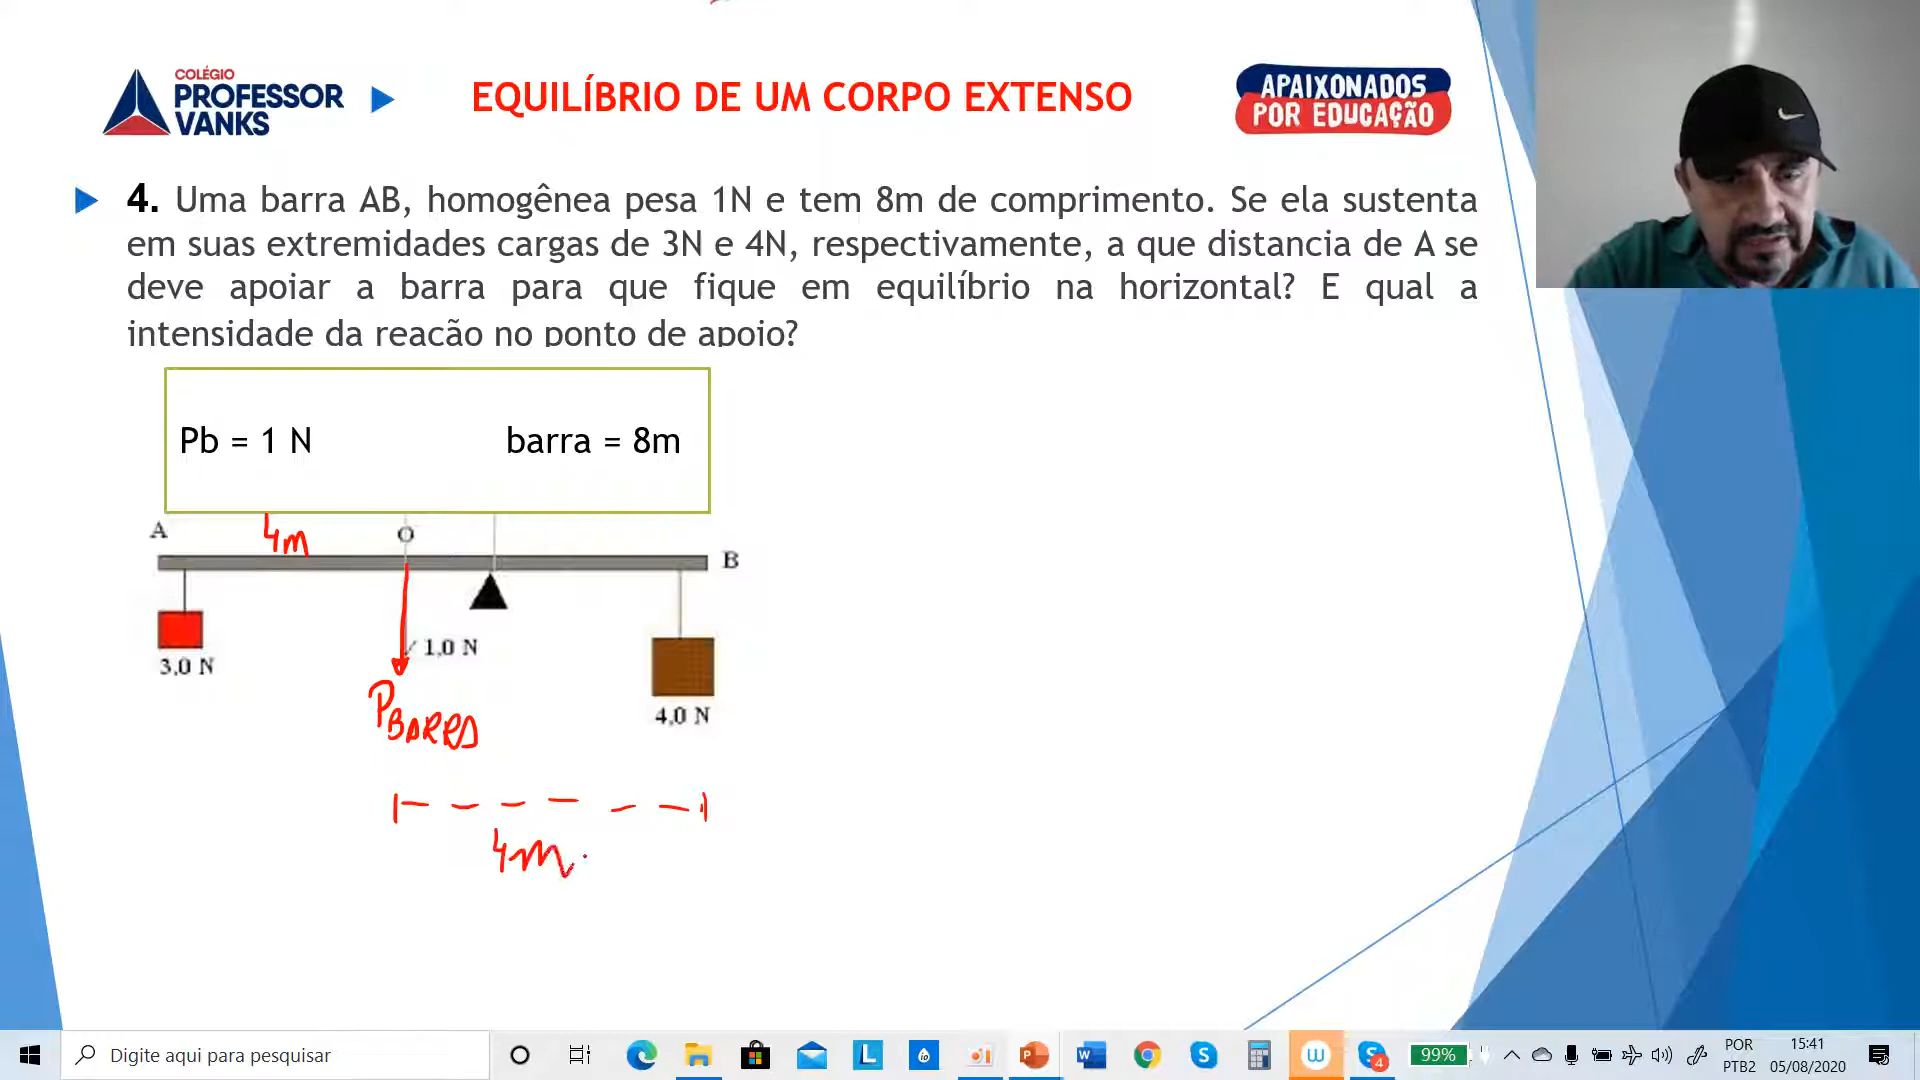 COLÉGIO
PROFESSOR
VANKS
EQUILÍBRIO DE UM CORPO EXTENSO
APAIXONADOS
POR EDUCAÇÃO
4. Uma barra AB, homogênea pesa 1N e tem 8m de comprimento. Se ela sustenta
em suas extremidades cargas de 3N e 4N, respectivamente, a que distancia de A se
deve apoiar a barra para que fique em equilíbrio na horizontal? E qual a
intensidade da reação no ponto de apoio?
Pb = 1 N barra = 8m
A 4m O B
1,0 N
3,0 N
PBARRA
4,0 N
4m
Digite aqui para pesquisar
99%
POR
PTB2
15:41
05/08/2020